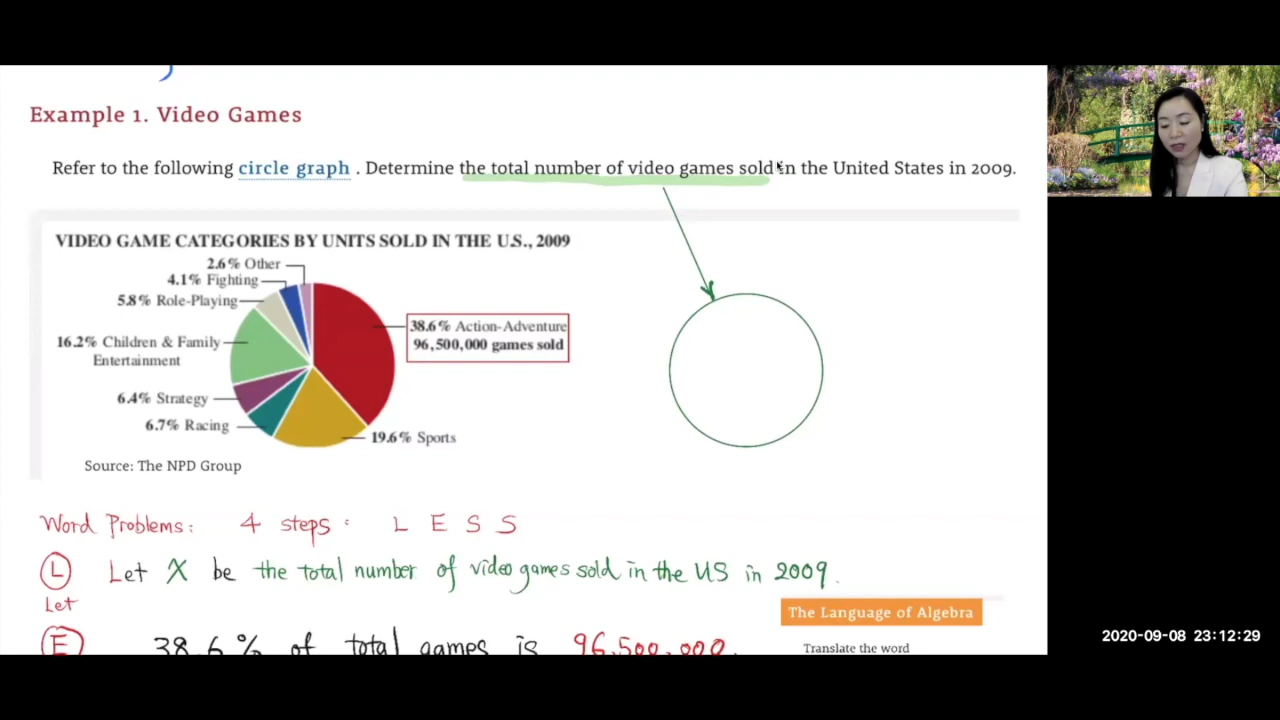 Example 1. Video Games
Refer to the following circle graph . Determine the total number of video games sold in the United States in 2009.
VIDEO GAME CATEGORIES BY UNITS SOLD IN THE U.S., 2009
2.6% Other
4.1% Fighting
5.8% Role-Playing
16.2% Children & Family
Entertainment
6.4% Strategy
6.7% Racing
38.6% Action-Adventure
96,500,000 games sold
19.6% Sports
Source: The NPD Group
Word Problems: 4 steps: L E S S
L Let X be the total number of video games sold in the US in 2009.
Let
E 38.6% of total games is 96,500,000.
The Language of Algebra
Translate the word
2020-09-08 23:12:29